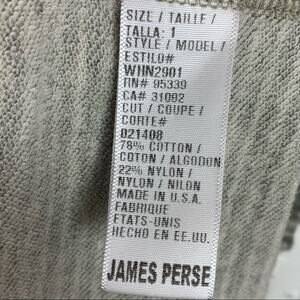 SIZE / TAILLE /
TALLA: 1
STYLE / MODEL /
ESTILO#
WHN2901
RN# 95339
CA# 31092
CUT / COUPE /
CORTE#
021408
78% COTTON /
COTON / ALGODON
22% NYLON /
NYLON / NILON
MADE IN U.S.A.
FABRIQUE
ETATS-UNIS
HECHO EN EE.UU.
JAMES PERSE